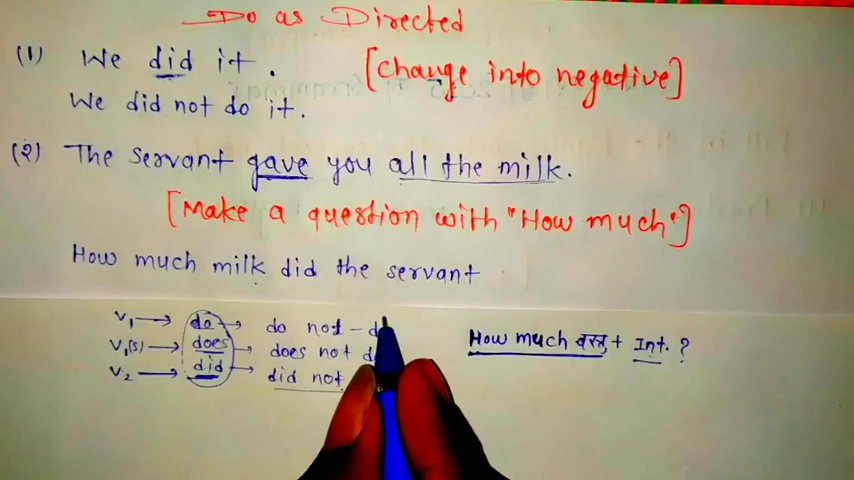 Do as Directed
(1) We did it. [Change into negative]
We did not do it.
(2) The servant gave you all the milk.
[Make a question with "How much".]
How much milk did the servant
V₁ → do → do not -
V₁(s) → does → does not
V₂ → did → did not
How much वस्तु + Int. ?